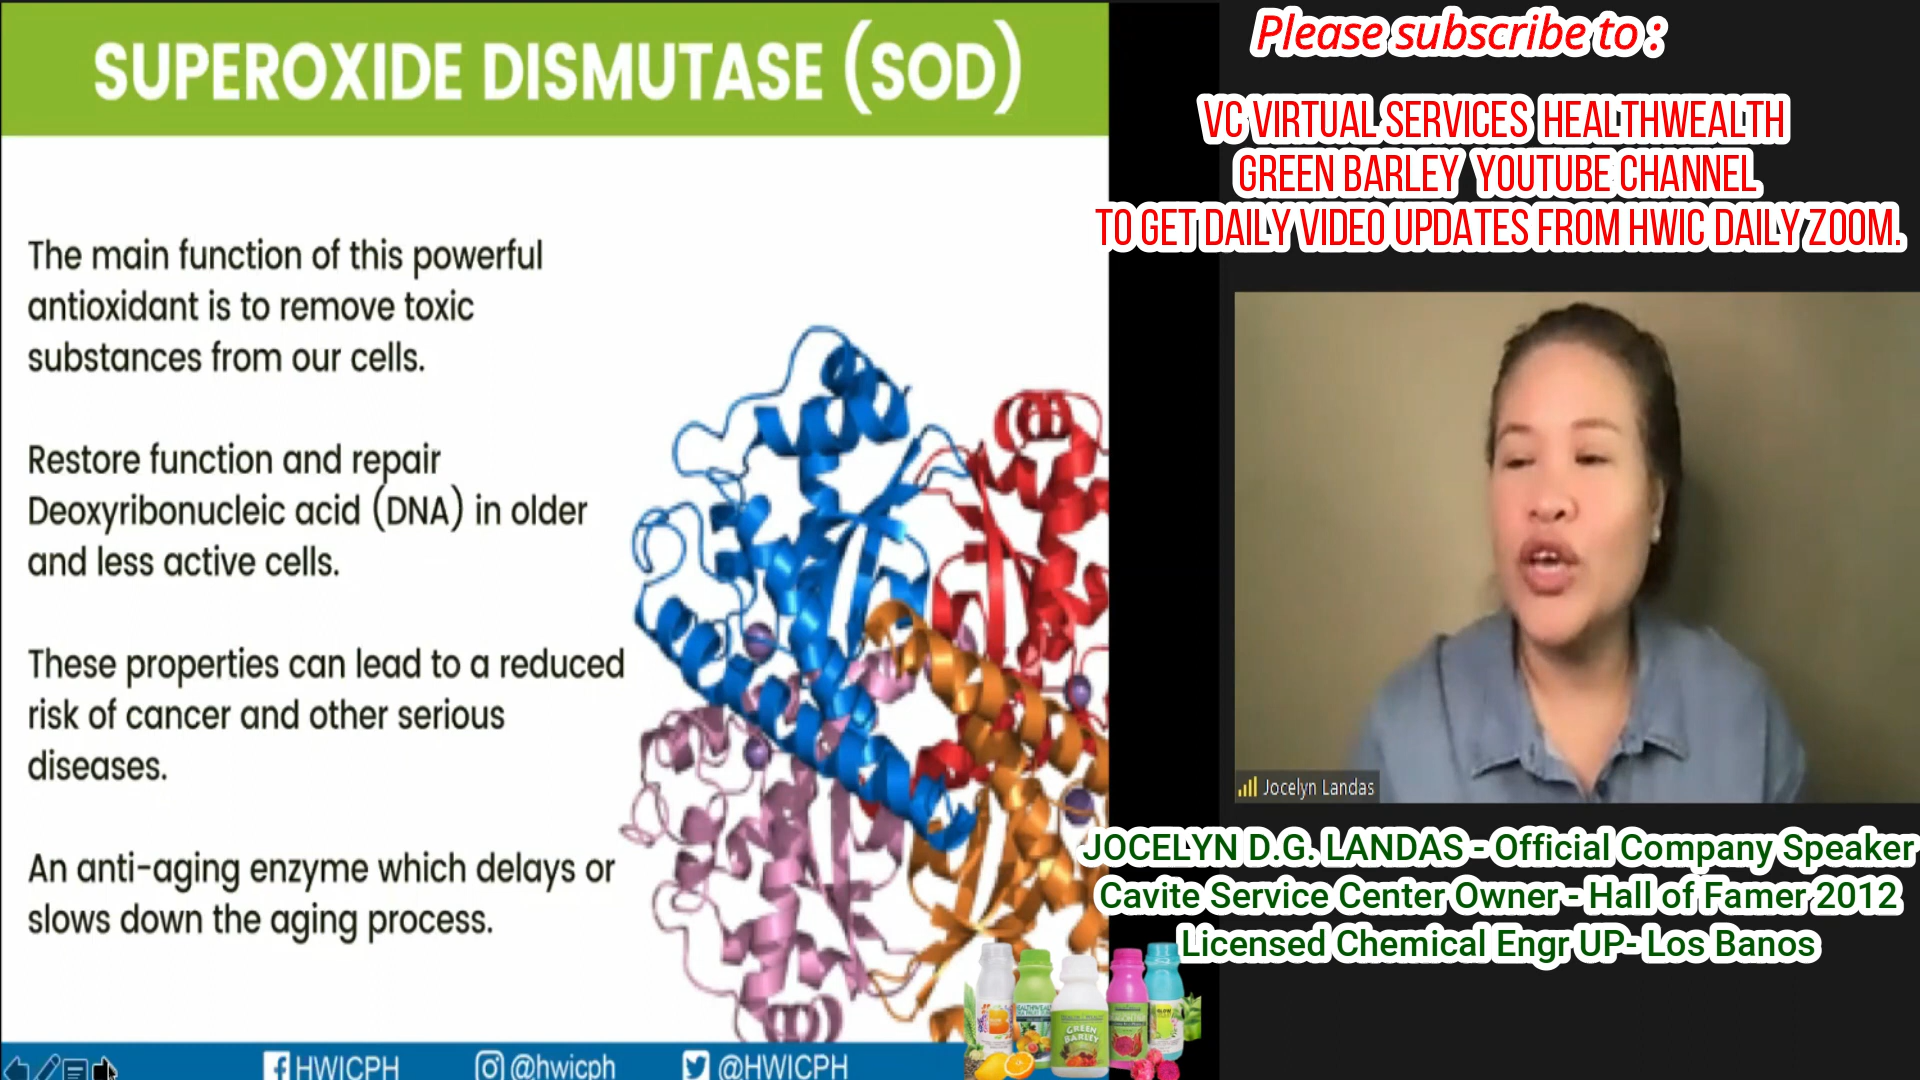 SUPEROXIDE DISMUTASE (SOD)
The main function of this powerful
antioxidant is to remove toxic
substances from our cells.
Restore function and repair
Deoxyribonucleic acid (DNA) in older
and less active cells.
These properties can lead to a reduced
risk of cancer and other serious
diseases.
An anti-aging enzyme which delays or
slows down the aging process.
HWICPH
@hwicph
@HWICPH
Please subscribe to :
VC VIRTUAL SERVICES HEALTHWEALTH
GREEN BARLEY YOUTUBE CHANNEL
TO GET DAILY VIDEO UPDATES FROM HWIC DAILY ZOOM.
Jocelyn Landas
JOCELYN D.G. LANDAS - Official Company Speaker
Cavite Service Center Owner - Hall of Famer 2012
Licensed Chemical Engr UP- Los Banos
GREEN
BARLEY